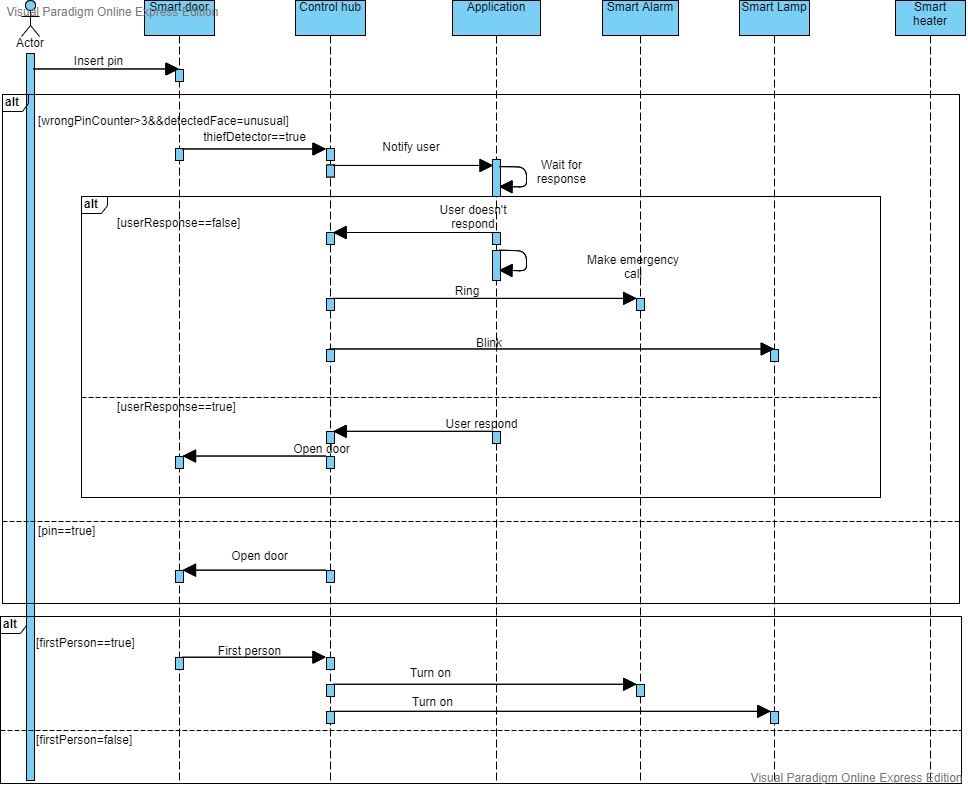 Visual Paradigm Online Express Edition
Smart door
Control hub
Application
Smart Alarm
Smart Lamp
Smart
heater
Actor
Insert pin
alt
[wrongPinCounter>3&&detectedFace=unusual]
thiefDetector==true
Notify user
Wait for
response
alt
[userResponse==false]
User doesn't
respond
Make emergency
call
Ring
Blink
[userResponse==true]
User respond
Open door
[pin==true]
Open door
alt
[firstPerson==true]
First person
Turn on
Turn on
[firstPerson=false]
Visual Paradigm Online Express Edition